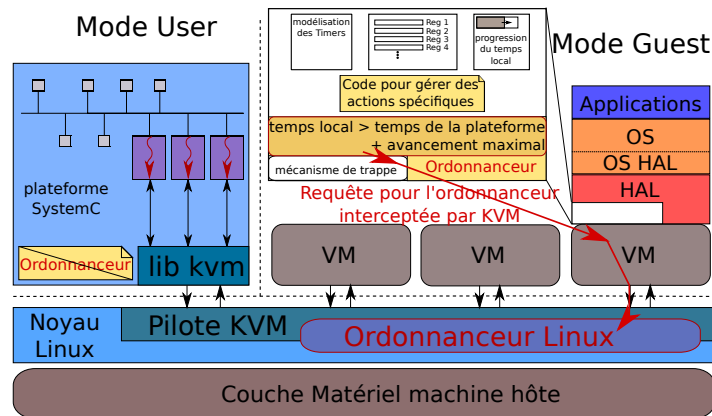 Mode User
plateforme
SystemC
Ordonnanceur
lib kvm
modélisation
des Timers
Reg 1
Reg 2
Reg 3
Reg 4
progression
du temps
local
Code pour gérer des
actions spécifiques
temps local > temps de la plateforme
+ avancement maximal
mécanisme de trappe
Ordonnanceur
Requête pour l'ordonnanceur
interceptée par KVM
Mode Guest
Applications
OS
OS HAL
HAL
VM
VM
VM
Noyau
Linux
Pilote KVM
Ordonnanceur Linux
Couche Matériel machine hôte